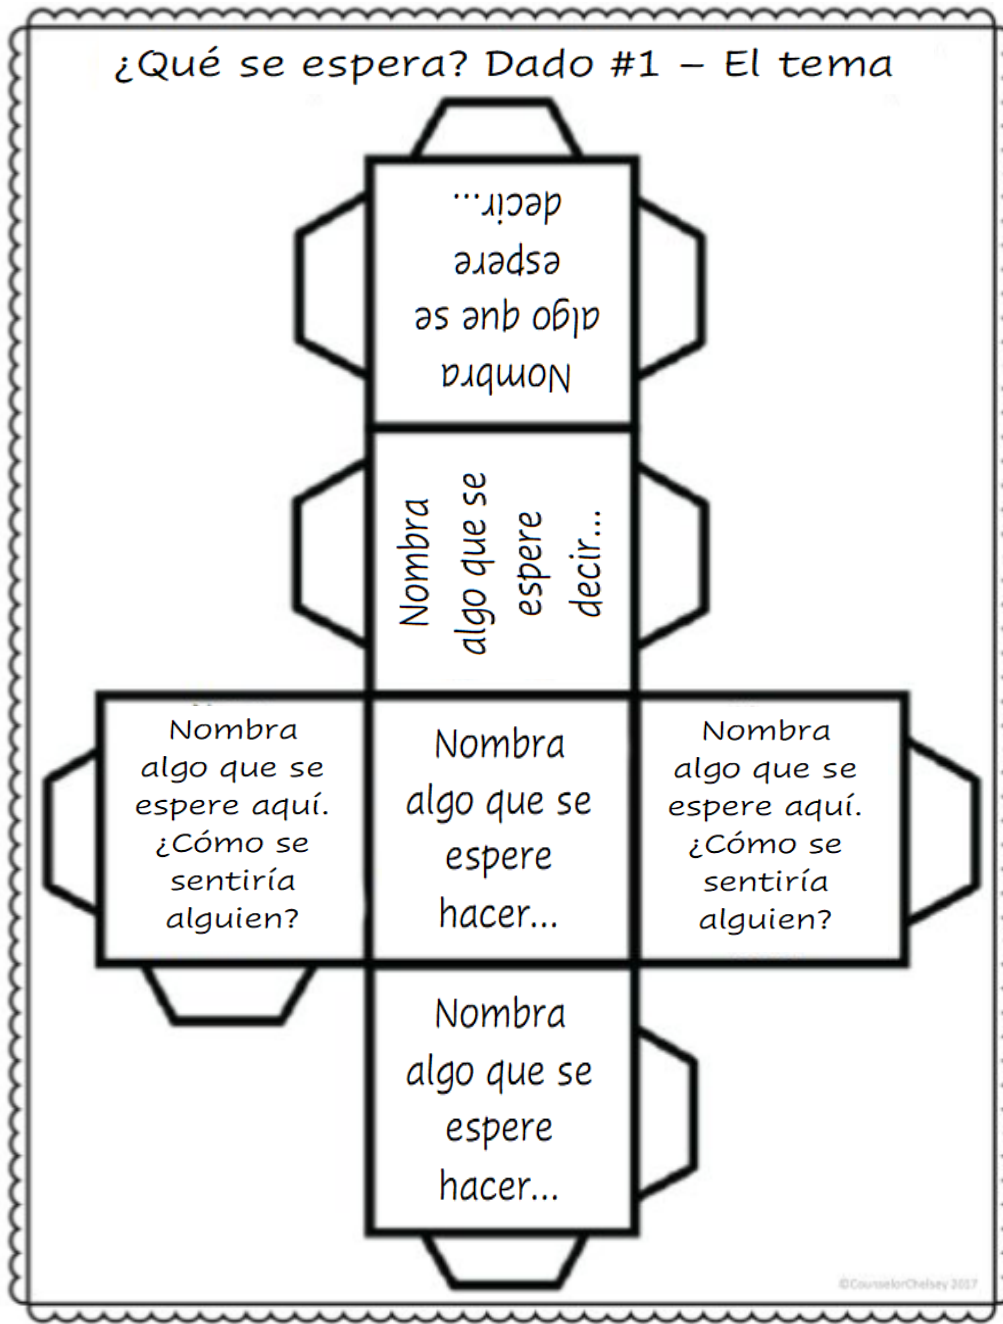 ¿Qué se espera? Dado #1 – El tema
Nombra
algo que se
espere
decir...
Nombra
algo que se
espere
decir...
Nombra
algo que se
espere aquí.
¿Cómo se
sentiría
alguien?
Nombra
algo que se
espere
hacer...
Nombra
algo que se
espere aquí.
¿Cómo se
sentiría
alguien?
Nombra
algo que se
espere
hacer...
©CounselorChelsey 2017